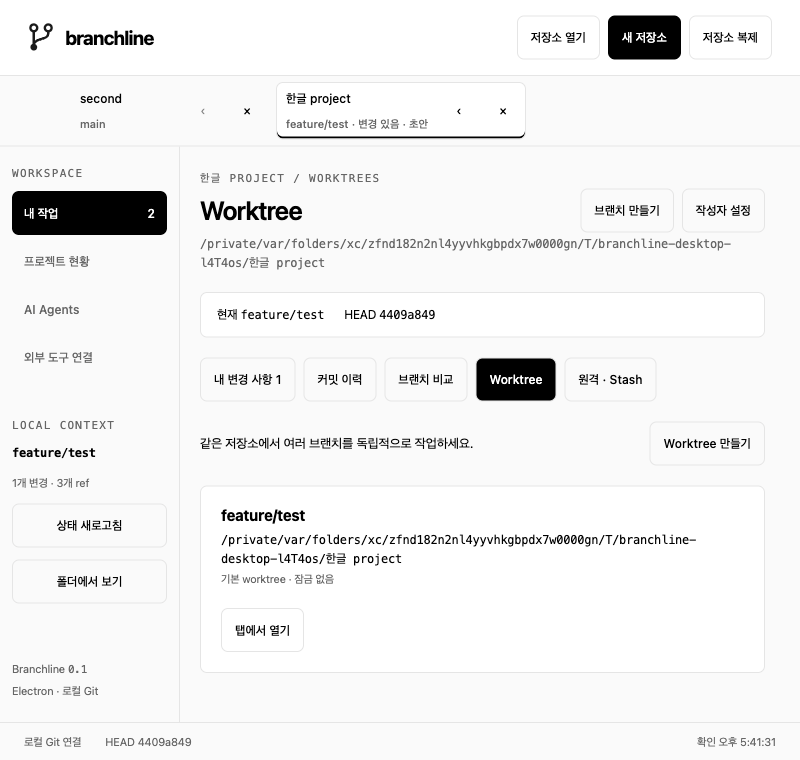 branchline
저장소 열기
새 저장소
저장소 복제
second
main
‹
×
한글 project
feature/test · 변경 있음 · 초안
‹
×
WORKSPACE
내 작업 2
프로젝트 현황
AI Agents
외부 도구 연결
LOCAL CONTEXT
feature/test
1개 변경 · 3개 ref
상태 새로고침
폴더에서 보기
Branchline 0.1
Electron · 로컬 Git
한글 PROJECT / WORKTREES
Worktree
브랜치 만들기
작성자 설정
/private/var/folders/xc/zfnd182n2nl4yyvhkgbpdx7w0000gn/T/branchline-desktop-
l4T4os/한글 project
현재 feature/test HEAD 4409a849
내 변경 사항 1
커밋 이력
브랜치 비교
Worktree
원격 · Stash
같은 저장소에서 여러 브랜치를 독립적으로 작업하세요.
Worktree 만들기
feature/test
/private/var/folders/xc/zfnd182n2nl4yyvhkgbpdx7w0000gn/T/branchline-
desktop-l4T4os/한글 project
기본 worktree · 잠금 없음
탭에서 열기
로컬 Git 연결 HEAD 4409a849
확인 오후 5:41:31